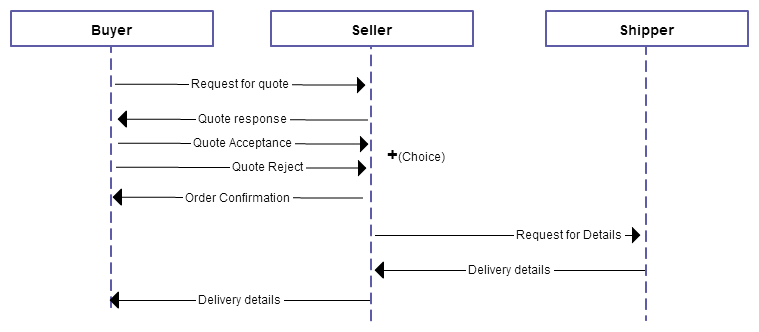 Buyer
Seller
Shipper
Request for quote
Quote response
Quote Acceptance
+(Choice)
Quote Reject
Order Confirmation
Request for Details
Delivery details
Delivery details